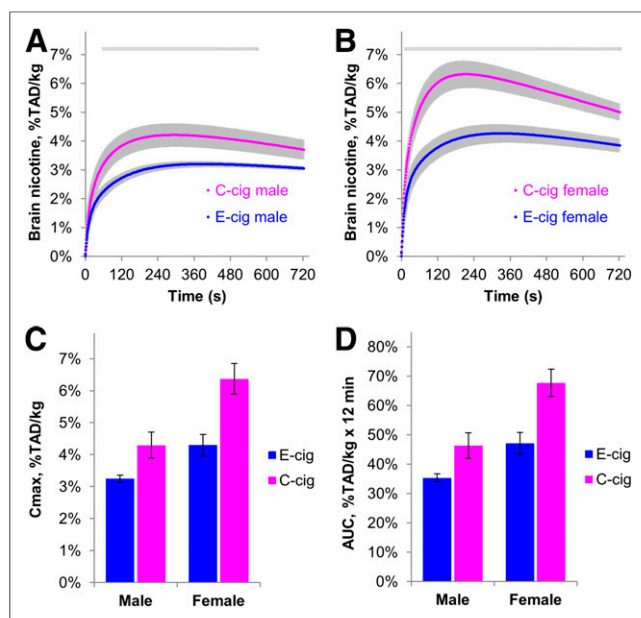 A
Brain nicotine, %TAD/kg
7%
6%
5%
4%
3%
2%
1%
0%
C-cig male
E-cig male
0 120 240 360 480 600 720
Time (s)
B
Brain nicotine, %TAD/kg
7%
6%
5%
4%
3%
2%
1%
0%
C-cig female
E-cig female
0 120 240 360 480 600 720
Time (s)
C
Cmax, %TAD/kg
7%
6%
5%
4%
3%
2%
1%
0%
E-cig
C-cig
Male Female
D
AUC, %TAD/kg x 12 min
80%
70%
60%
50%
40%
30%
20%
10%
0%
E-cig
C-cig
Male Female